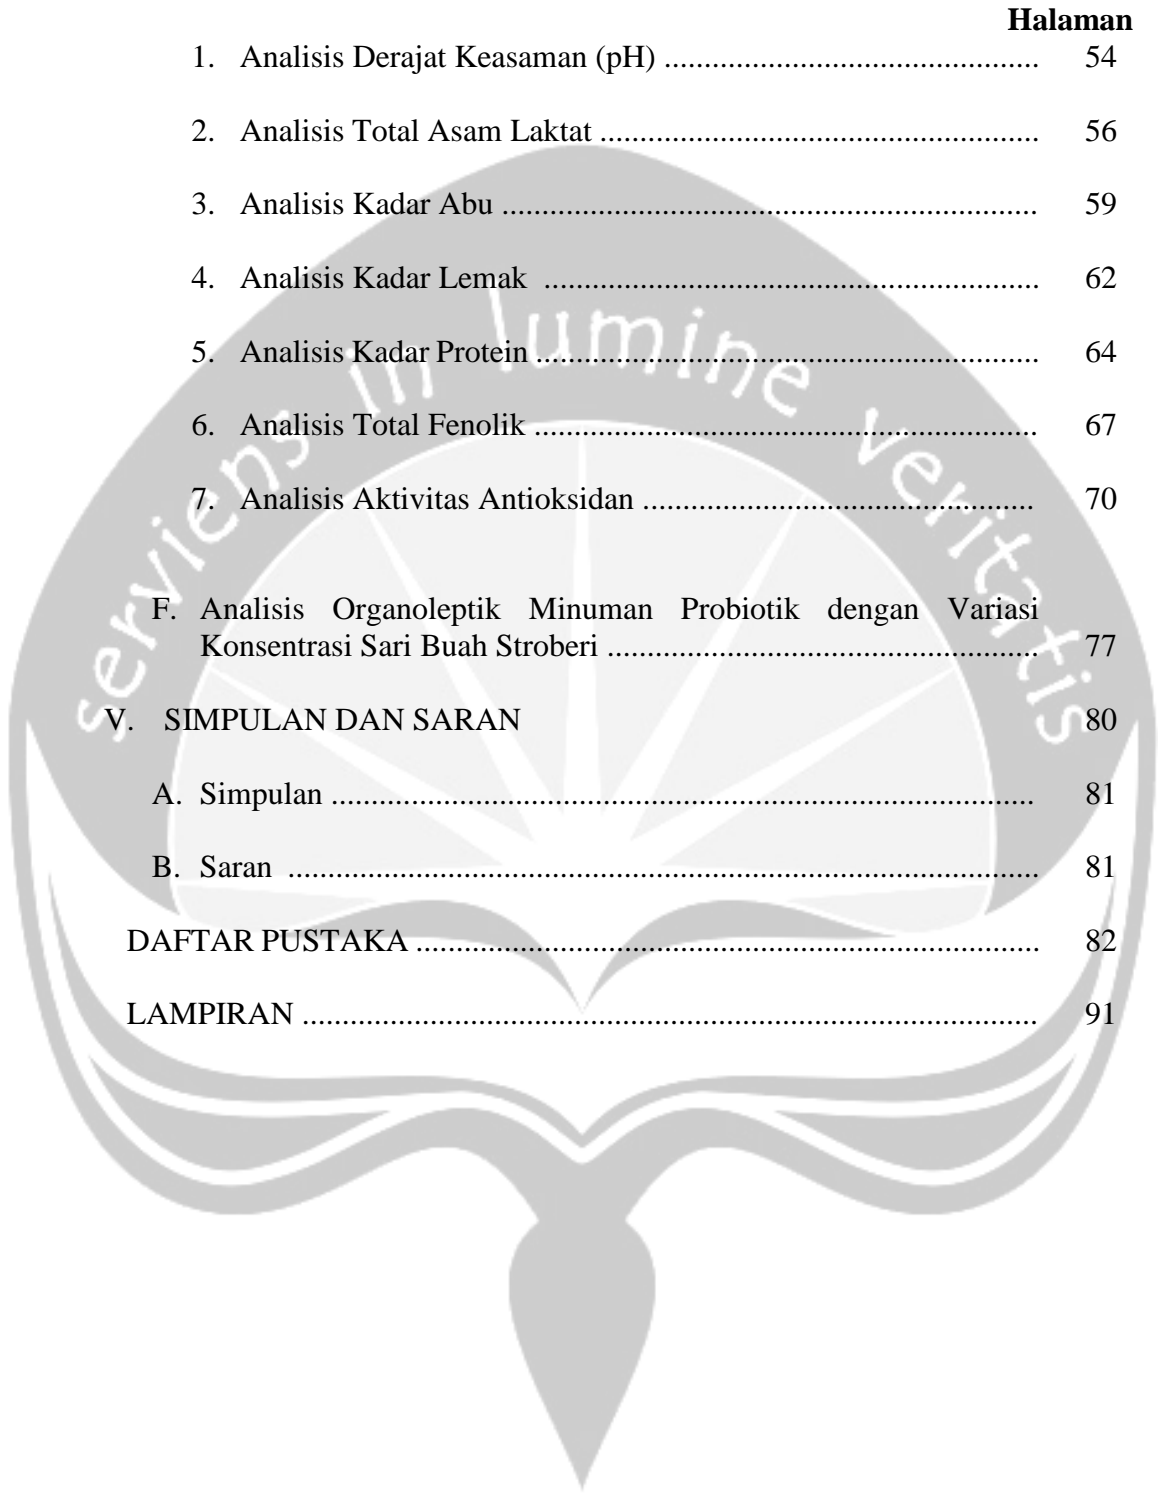 Halaman
1. Analisis Derajat Keasaman (pH) ............................................... 54
2. Analisis Total Asam Laktat ....................................................... 56
3. Analisis Kadar Abu ................................................................... 59
4. Analisis Kadar Lemak .............................................................. 62
5. Analisis Kadar Protein ............................................................... 64
6. Analisis Total Fenolik ............................................................... 67
7. Analisis Aktivitas Antioksidan .................................................. 70
F. Analisis Organoleptik Minuman Probiotik dengan Variasi
Konsentrasi Sari Buah Stroberi ...................................................... 77
V. SIMPULAN DAN SARAN 80
A. Simpulan ........................................................................................ 81
B. Saran .............................................................................................. 81
DAFTAR PUSTAKA .............................................................................. 82
LAMPIRAN ............................................................................................ 91
serviens in lumine veritatis